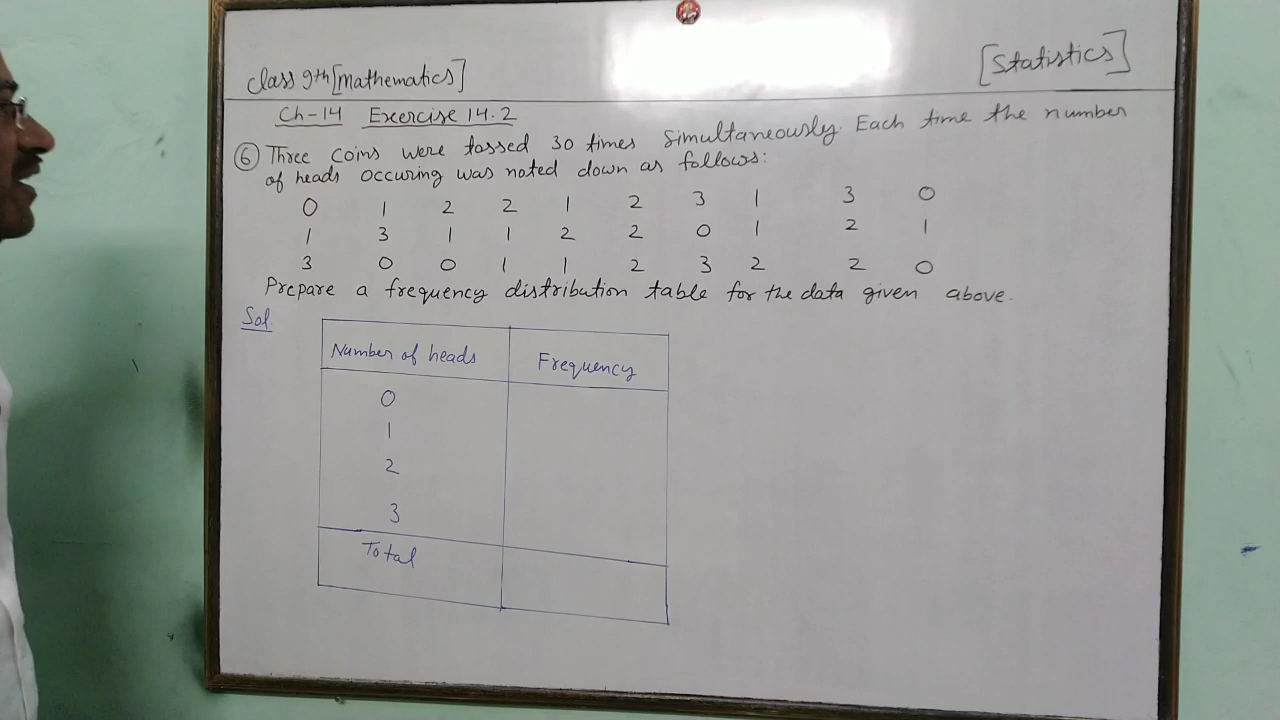 Class 9th [Mathematics]
[Statistics]
Ch-14 Exercise 14.2
⑥ Three coins were tossed 30 times simultaneously. Each time the number
of heads occuring was noted down as follows:
0 1 2 2 1 2 3 1 3 0
1 3 1 1 2 2 0 1 2 1
3 0 0 1 1 2 3 2 2 0
Prepare a frequency distribution table for the data given above.
Sol.
Number of heads Frequency
0
1
2
3
Total